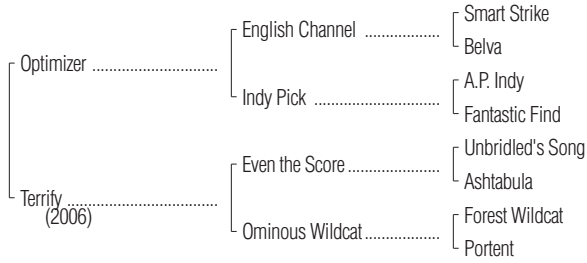 Smart Strike
English Channel ..................
Belva
Optimizer ..............................
A.P. Indy
Indy Pick ..............................
Fantastic Find
Unbridled's Song
Even the Score ......................
Ashtabula
Terrify ....................................
(2006)
Forest Wildcat
Ominous Wildcat ..................
Portent